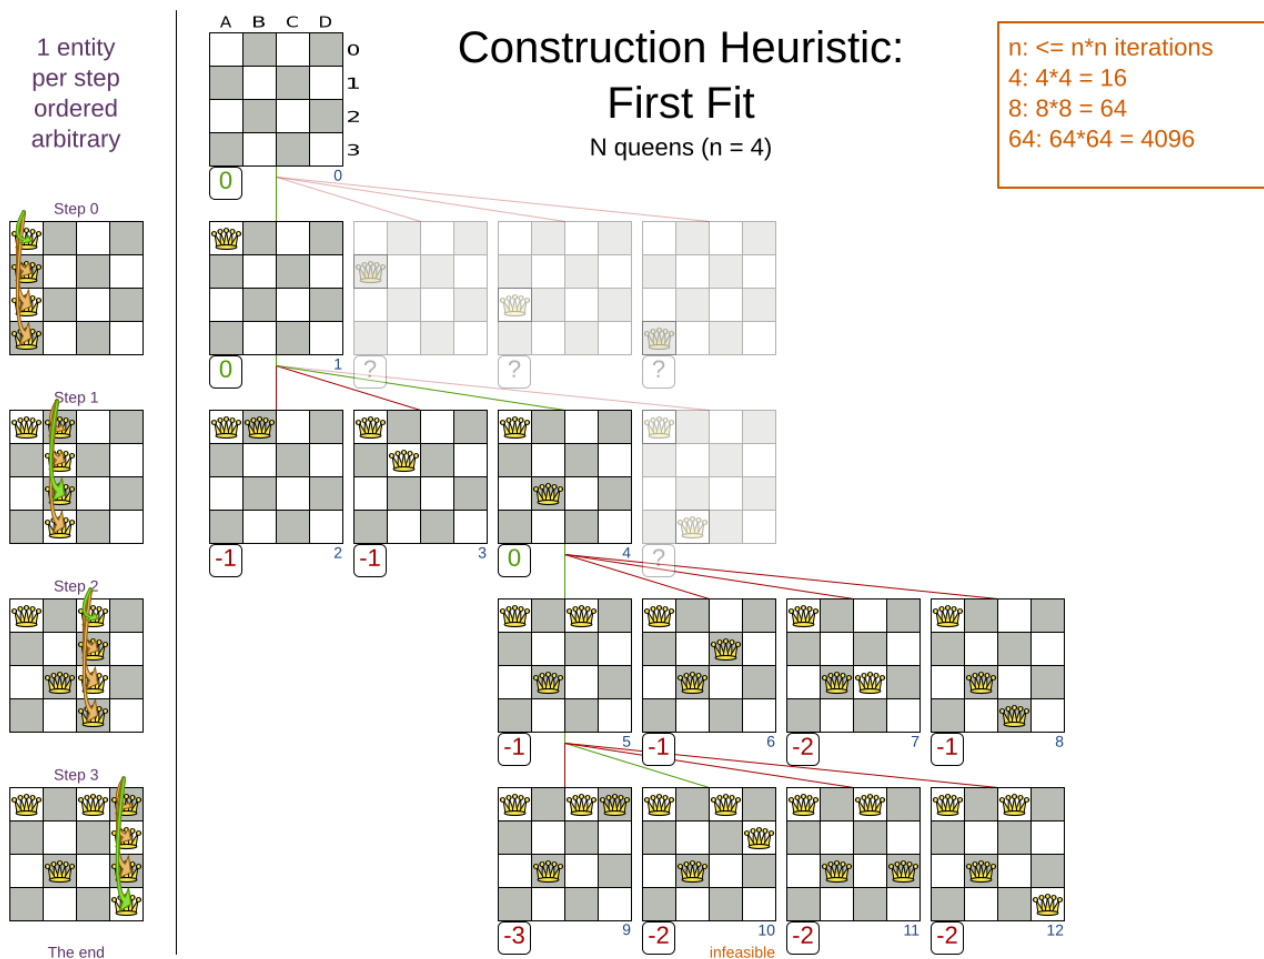 1 entity
per step
ordered
arbitrary
A B C D
0
1
2
3
0
0
Construction Heuristic:
First Fit
N queens (n = 4)
n: <= n*n iterations
4: 4*4 = 16
8: 8*8 = 64
64: 64*64 = 4096
Step 0
0 1 ? ? ?
Step 1
-1 2 -1 3 0 4 ?
Step 2
-1 5 -1 6 -2 7 -1 8
Step 3
-3 9 -2 10 -2 11 -2 12
The end
infeasible